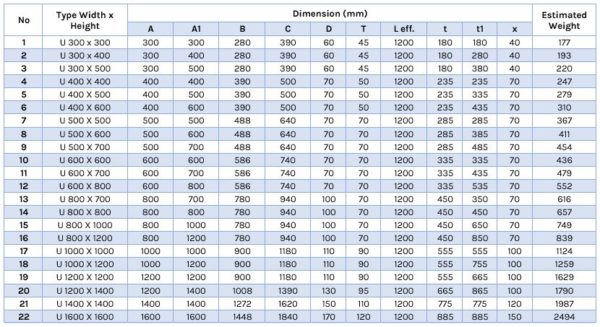 No Type Width x Height Dimension (mm) Estimated Weight
A A1 B C D T L eff. t t1 x
1 U 300 x 300 300 300 280 390 60 45 1200 180 180 40 177
2 U 300 x 400 300 400 280 390 60 45 1200 180 280 40 193
3 U 300 X 500 300 500 280 390 60 45 1200 180 380 40 220
4 U 400 X 400 400 400 390 500 70 50 1200 235 235 70 247
5 U 400 X 500 400 500 390 500 70 50 1200 235 335 70 279
6 U 400 X 600 400 600 390 500 70 50 1200 235 435 70 310
7 U 500 X 500 500 500 488 640 70 70 1200 285 285 70 367
8 U 500 X 600 500 600 488 640 70 70 1200 285 385 70 411
9 U 500 X 700 500 700 488 640 70 70 1200 285 485 70 454
10 U 600 X 600 600 600 586 740 70 70 1200 335 335 70 436
11 U 600 X 700 600 700 586 740 70 70 1200 335 435 70 479
12 U 600 X 800 600 800 586 740 70 70 1200 335 535 70 552
13 U 800 X 700 800 700 780 940 100 70 1200 450 350 70 616
14 U 800 X 800 800 800 780 940 100 70 1200 450 450 70 657
15 U 800 X 1000 800 1000 780 940 100 70 1200 450 650 70 749
16 U 800 X 1200 800 1200 780 940 100 70 1200 450 850 70 839
17 U 1000 X 1000 1000 1000 900 1180 110 90 1200 555 555 100 1124
18 U 1000 X 1200 1000 1200 900 1180 110 90 1200 555 755 100 1259
19 U 1200 X 1200 1200 1200 900 1180 110 90 1200 555 665 100 1629
20 U 1200 X 1400 1200 1400 1008 1390 130 95 1200 665 865 100 1790
21 U 1400 X 1400 1400 1400 1272 1620 150 110 1200 775 775 120 1987
22 U 1600 X 1600 1600 1600 1448 1840 170 120 1200 885 885 150 2494